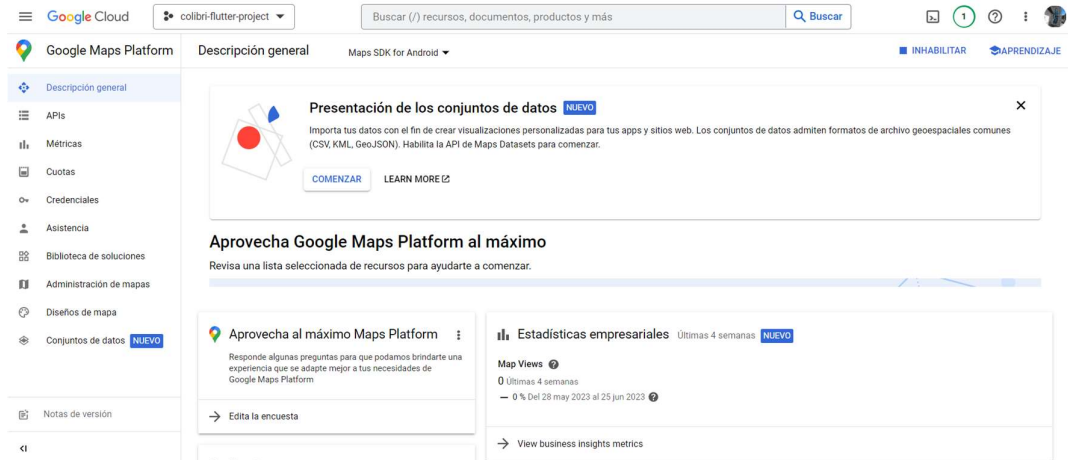 Google Cloud
colibri-flutter-project
Buscar (/) recursos, documentos, productos y más
Buscar
1
Google Maps Platform
Descripción general
Maps SDK for Android
INHABILITAR
APRENDIZAJE
Descripción general
APIs
Métricas
Cuotas
Credenciales
Asistencia
Biblioteca de soluciones
Administración de mapas
Diseños de mapa
Conjuntos de datos NUEVO
Notas de versión
Presentación de los conjuntos de datos NUEVO
Importa tus datos con el fin de crear visualizaciones personalizadas para tus apps y sitios web. Los conjuntos de datos admiten formatos de archivo geoespaciales comunes
(CSV, KML, GeoJSON). Habilita la API de Maps Datasets para comenzar.
COMENZAR
LEARN MORE
Aprovecha Google Maps Platform al máximo
Revisa una lista seleccionada de recursos para ayudarte a comenzar.
Aprovecha al máximo Maps Platform
Responde algunas preguntas para que podamos brindarte una
experiencia que se adapte mejor a tus necesidades de
Google Maps Platform
Edita la encuesta
Estadísticas empresariales Últimas 4 semanas NUEVO
Map Views
0 Últimas 4 semanas
— 0 % Del 28 may 2023 al 25 jun 2023
View business insights metrics